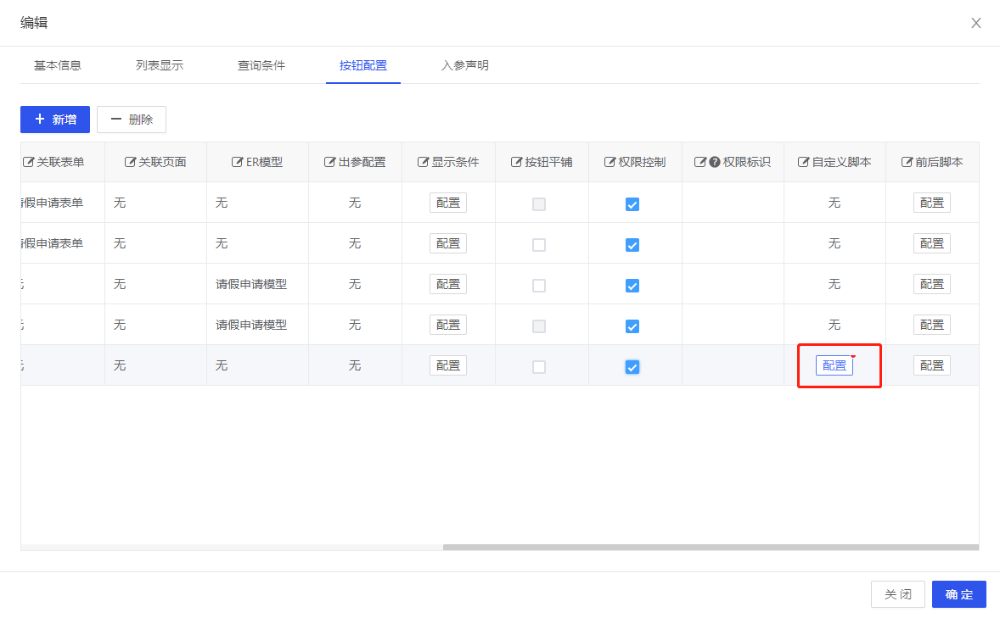 编辑
基本信息 列表显示 查询条件 按钮配置 入参声明
新增 删除
关联表单 关联页面 ER模型 出参配置 显示条件 按钮平铺 权限控制 权限标识 自定义脚本 前后脚本
假申请表单 无 无 无 配置 无 配置
假申请表单 无 无 无 配置 无 配置
无 请假申请模型 无 配置 无 配置
无 请假申请模型 无 配置 无 配置
无 无 无 配置 配置 配置
关闭 确定